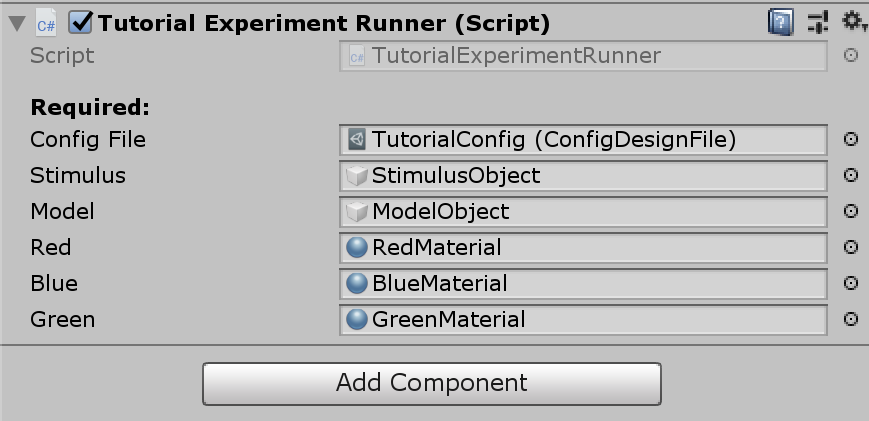 C# Tutorial Experiment Runner (Script)
Script C# TutorialExperimentRunner
Required:
Config File TutorialConfig (ConfigDesignFile)
Stimulus StimulusObject
Model ModelObject
Red RedMaterial
Blue BlueMaterial
Green GreenMaterial
Add Component